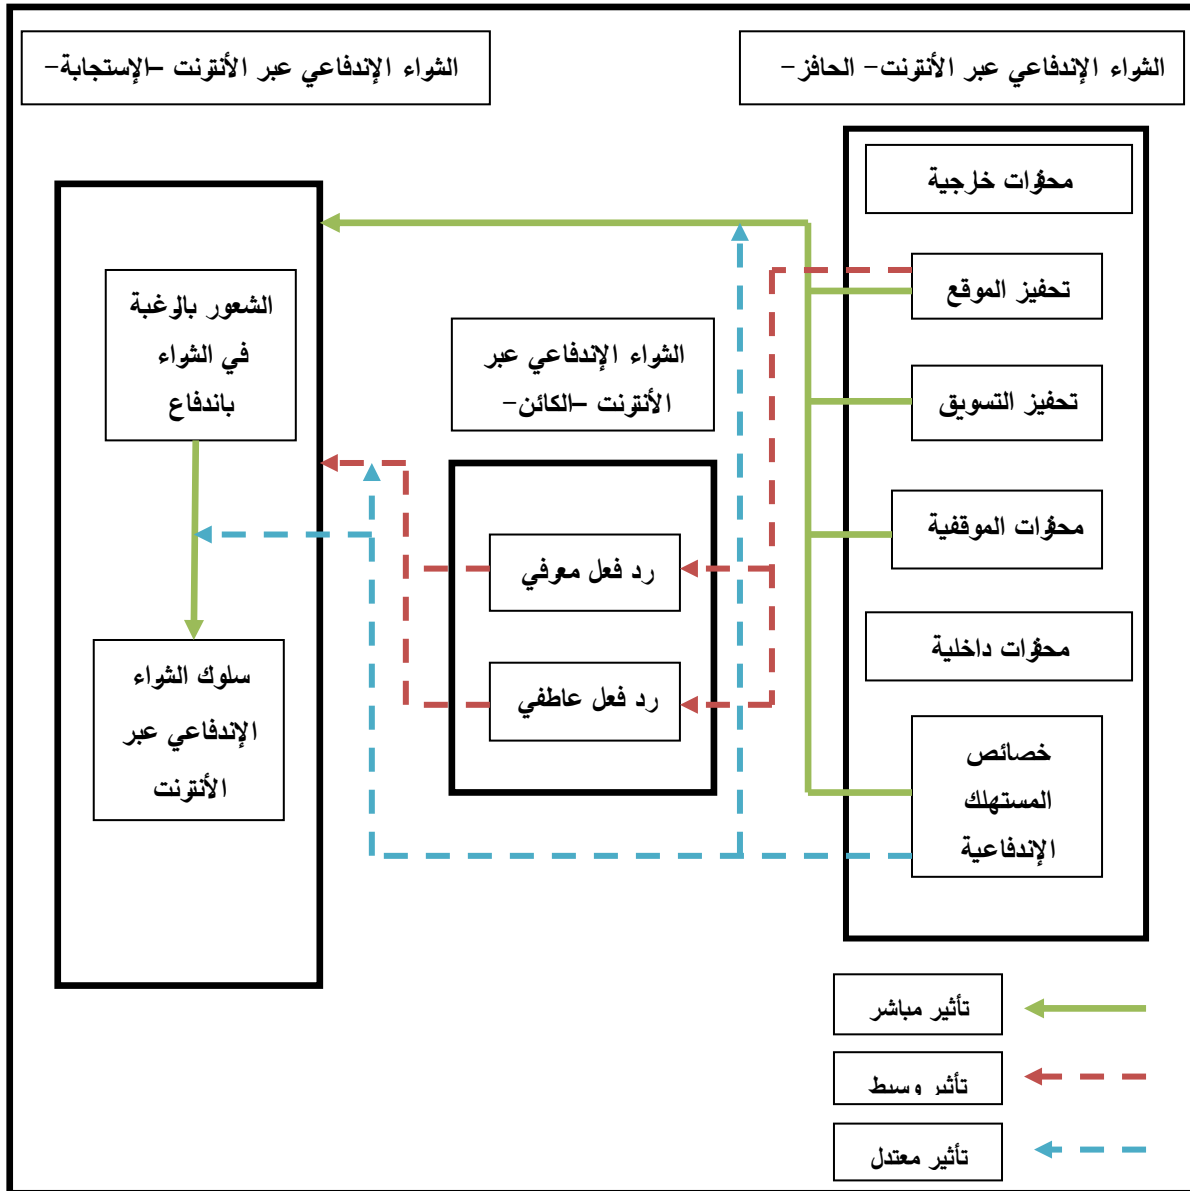 الشراء الإندفاعي عبر الأنترنت - الحافز -
الشراء الإندفاعي عبر الأنترنت - الإستجابة -
محفزات خارجية
تحفيز الموقع
تحفيز التسويق
محفزات الموقفية
محفزات داخلية
خصائص
المستهلك
الإندفاعية
الشراء الإندفاعي عبر
الأنترنت - الكائن -
رد فعل معرفي
رد فعل عاطفي
الشعور بالرغبة
في الشراء
باندفاع
سلوك الشراء
الإندفاعي عبر
الأنترنت
تأثير مباشر
تأثير وسيط
تأثير معتدل